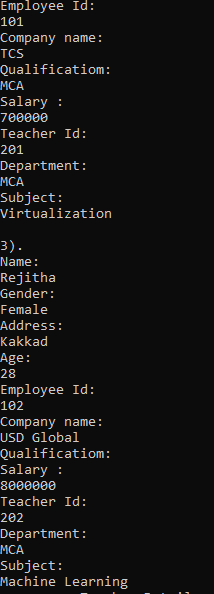 Employee Id:
101
Company name:
TCS
Qualificatiom:
MCA
Salary :
700000
Teacher Id:
201
Department:
MCA
Subject:
Virtualization
3).
Name:
Rejitha
Gender:
Female
Address:
Kakkad
Age:
28
Employee Id:
102
Company name:
USD Global
Qualificatiom:
Salary :
8000000
Teacher Id:
202
Department:
MCA
Subject:
Machine Learning